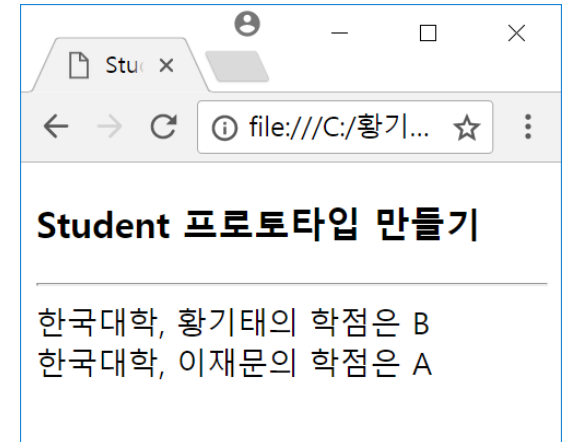 Stu
file:///C:/황기...
Student 프로토타입 만들기
한국대학, 황기태의 학점은 B
한국대학, 이재문의 학점은 A